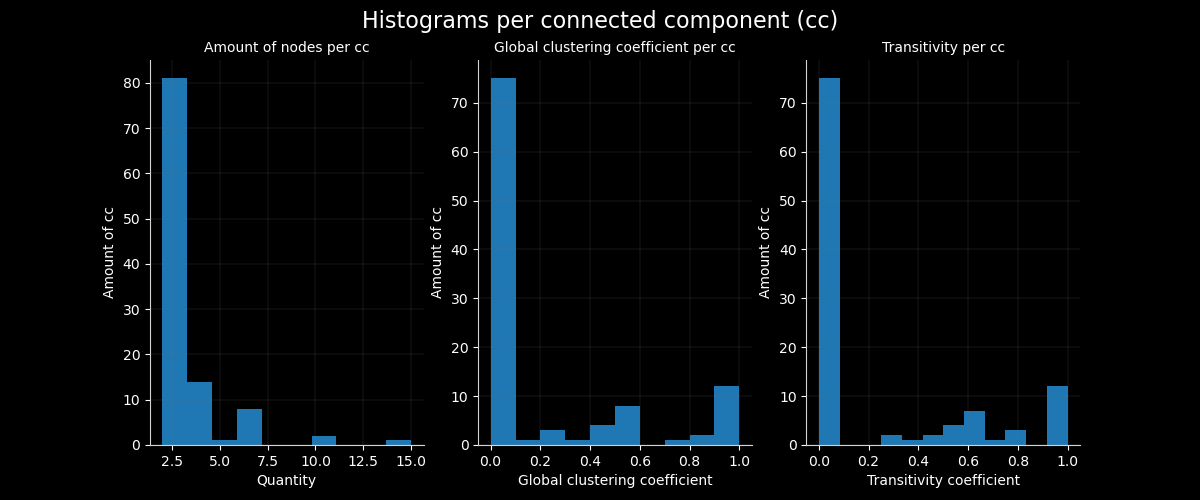 Histograms per connected component (cc)
Amount of nodes per cc
Amount of cc
80
70
60
50
40
30
20
10
0
2.5 5.0 7.5 10.0 12.5 15.0
Quantity
Global clustering coefficient per cc
Amount of cc
70
60
50
40
30
20
10
0
0.0 0.2 0.4 0.6 0.8 1.0
Global clustering coefficient
Transitivity per cc
Amount of cc
70
60
50
40
30
20
10
0
0.0 0.2 0.4 0.6 0.8 1.0
Transitivity coefficient